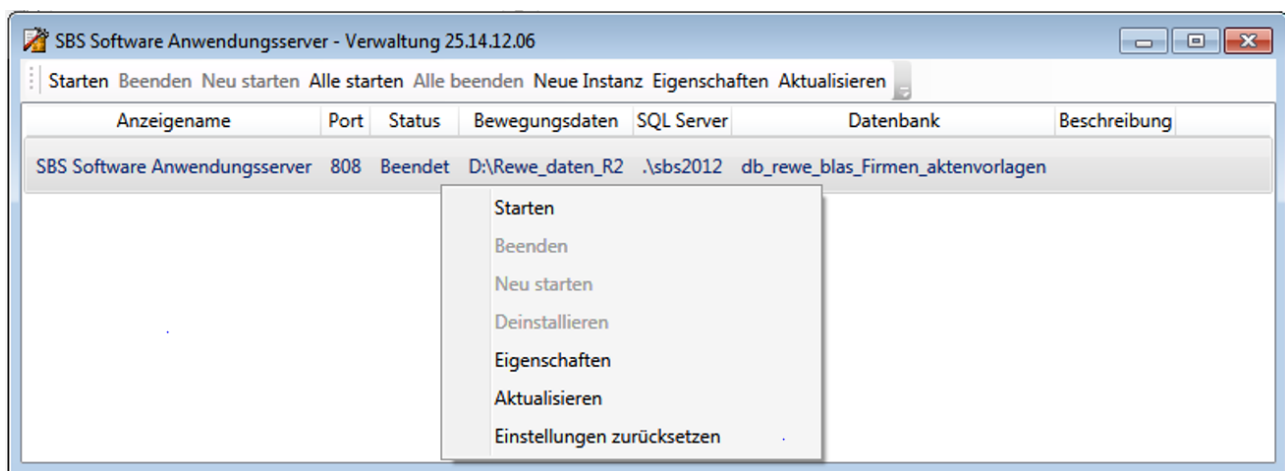 SBS Software Anwendungsserver - Verwaltung 25.14.12.06
Starten Beenden Neu starten Alle starten Alle beenden Neue Instanz Eigenschaften Aktualisieren
Anzeigename Port Status Bewegungsdaten SQL Server Datenbank Beschreibung
SBS Software Anwendungsserver 808 Beendet D:\Rewe_daten_R2 .\sbs2012 db_rewe_blas_Firmen_aktenvorlagen
Starten
Beenden
Neu starten
Deinstallieren
Eigenschaften
Aktualisieren
Einstellungen zurücksetzen